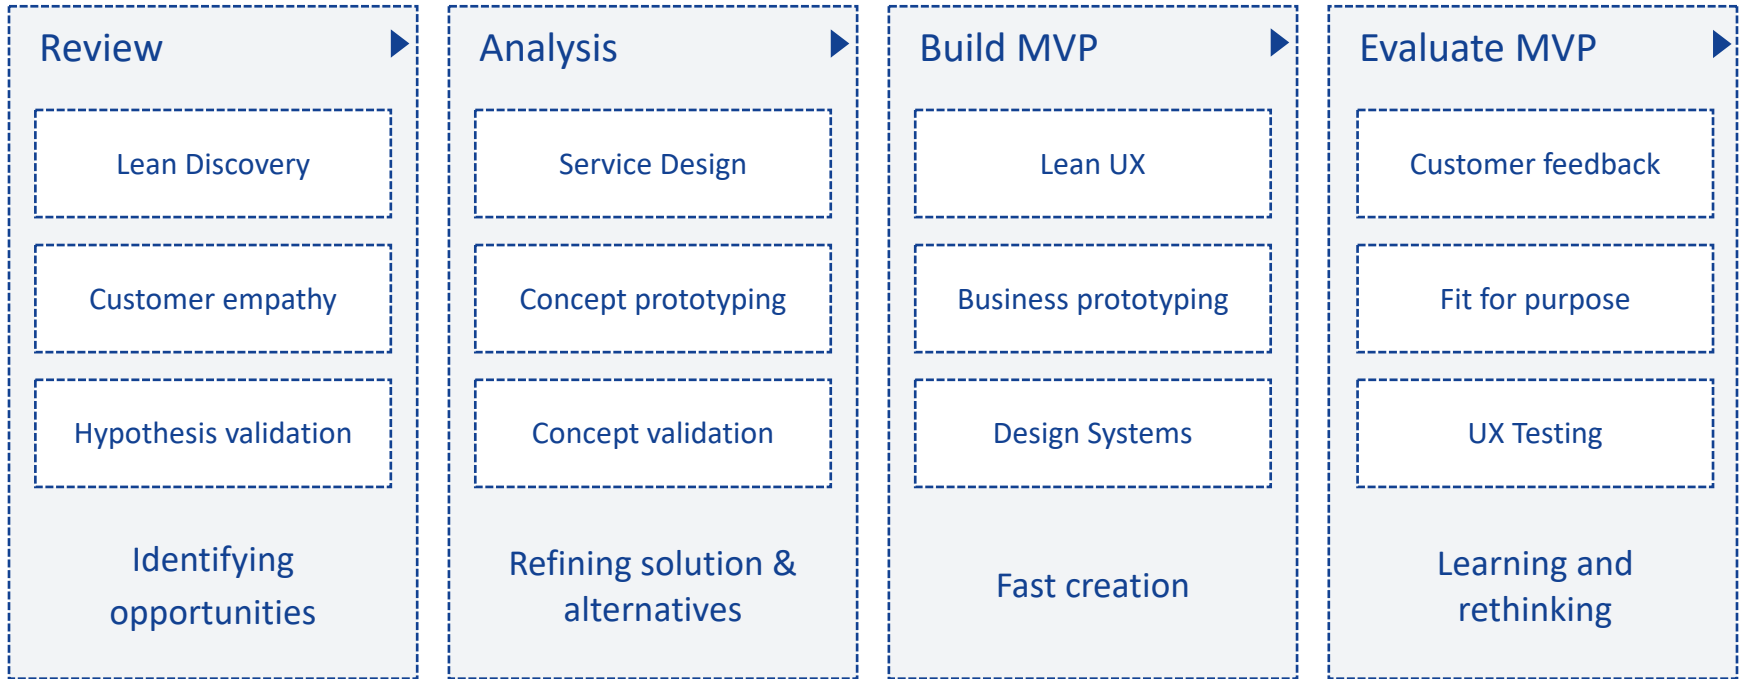 Review
Lean Discovery
Customer empathy
Hypothesis validation
Identifying
opportunities
Analysis
Service Design
Concept prototyping
Concept validation
Refining solution &
alternatives
Build MVP
Lean UX
Business prototyping
Design Systems
Fast creation
Evaluate MVP
Customer feedback
Fit for purpose
UX Testing
Learning and
rethinking